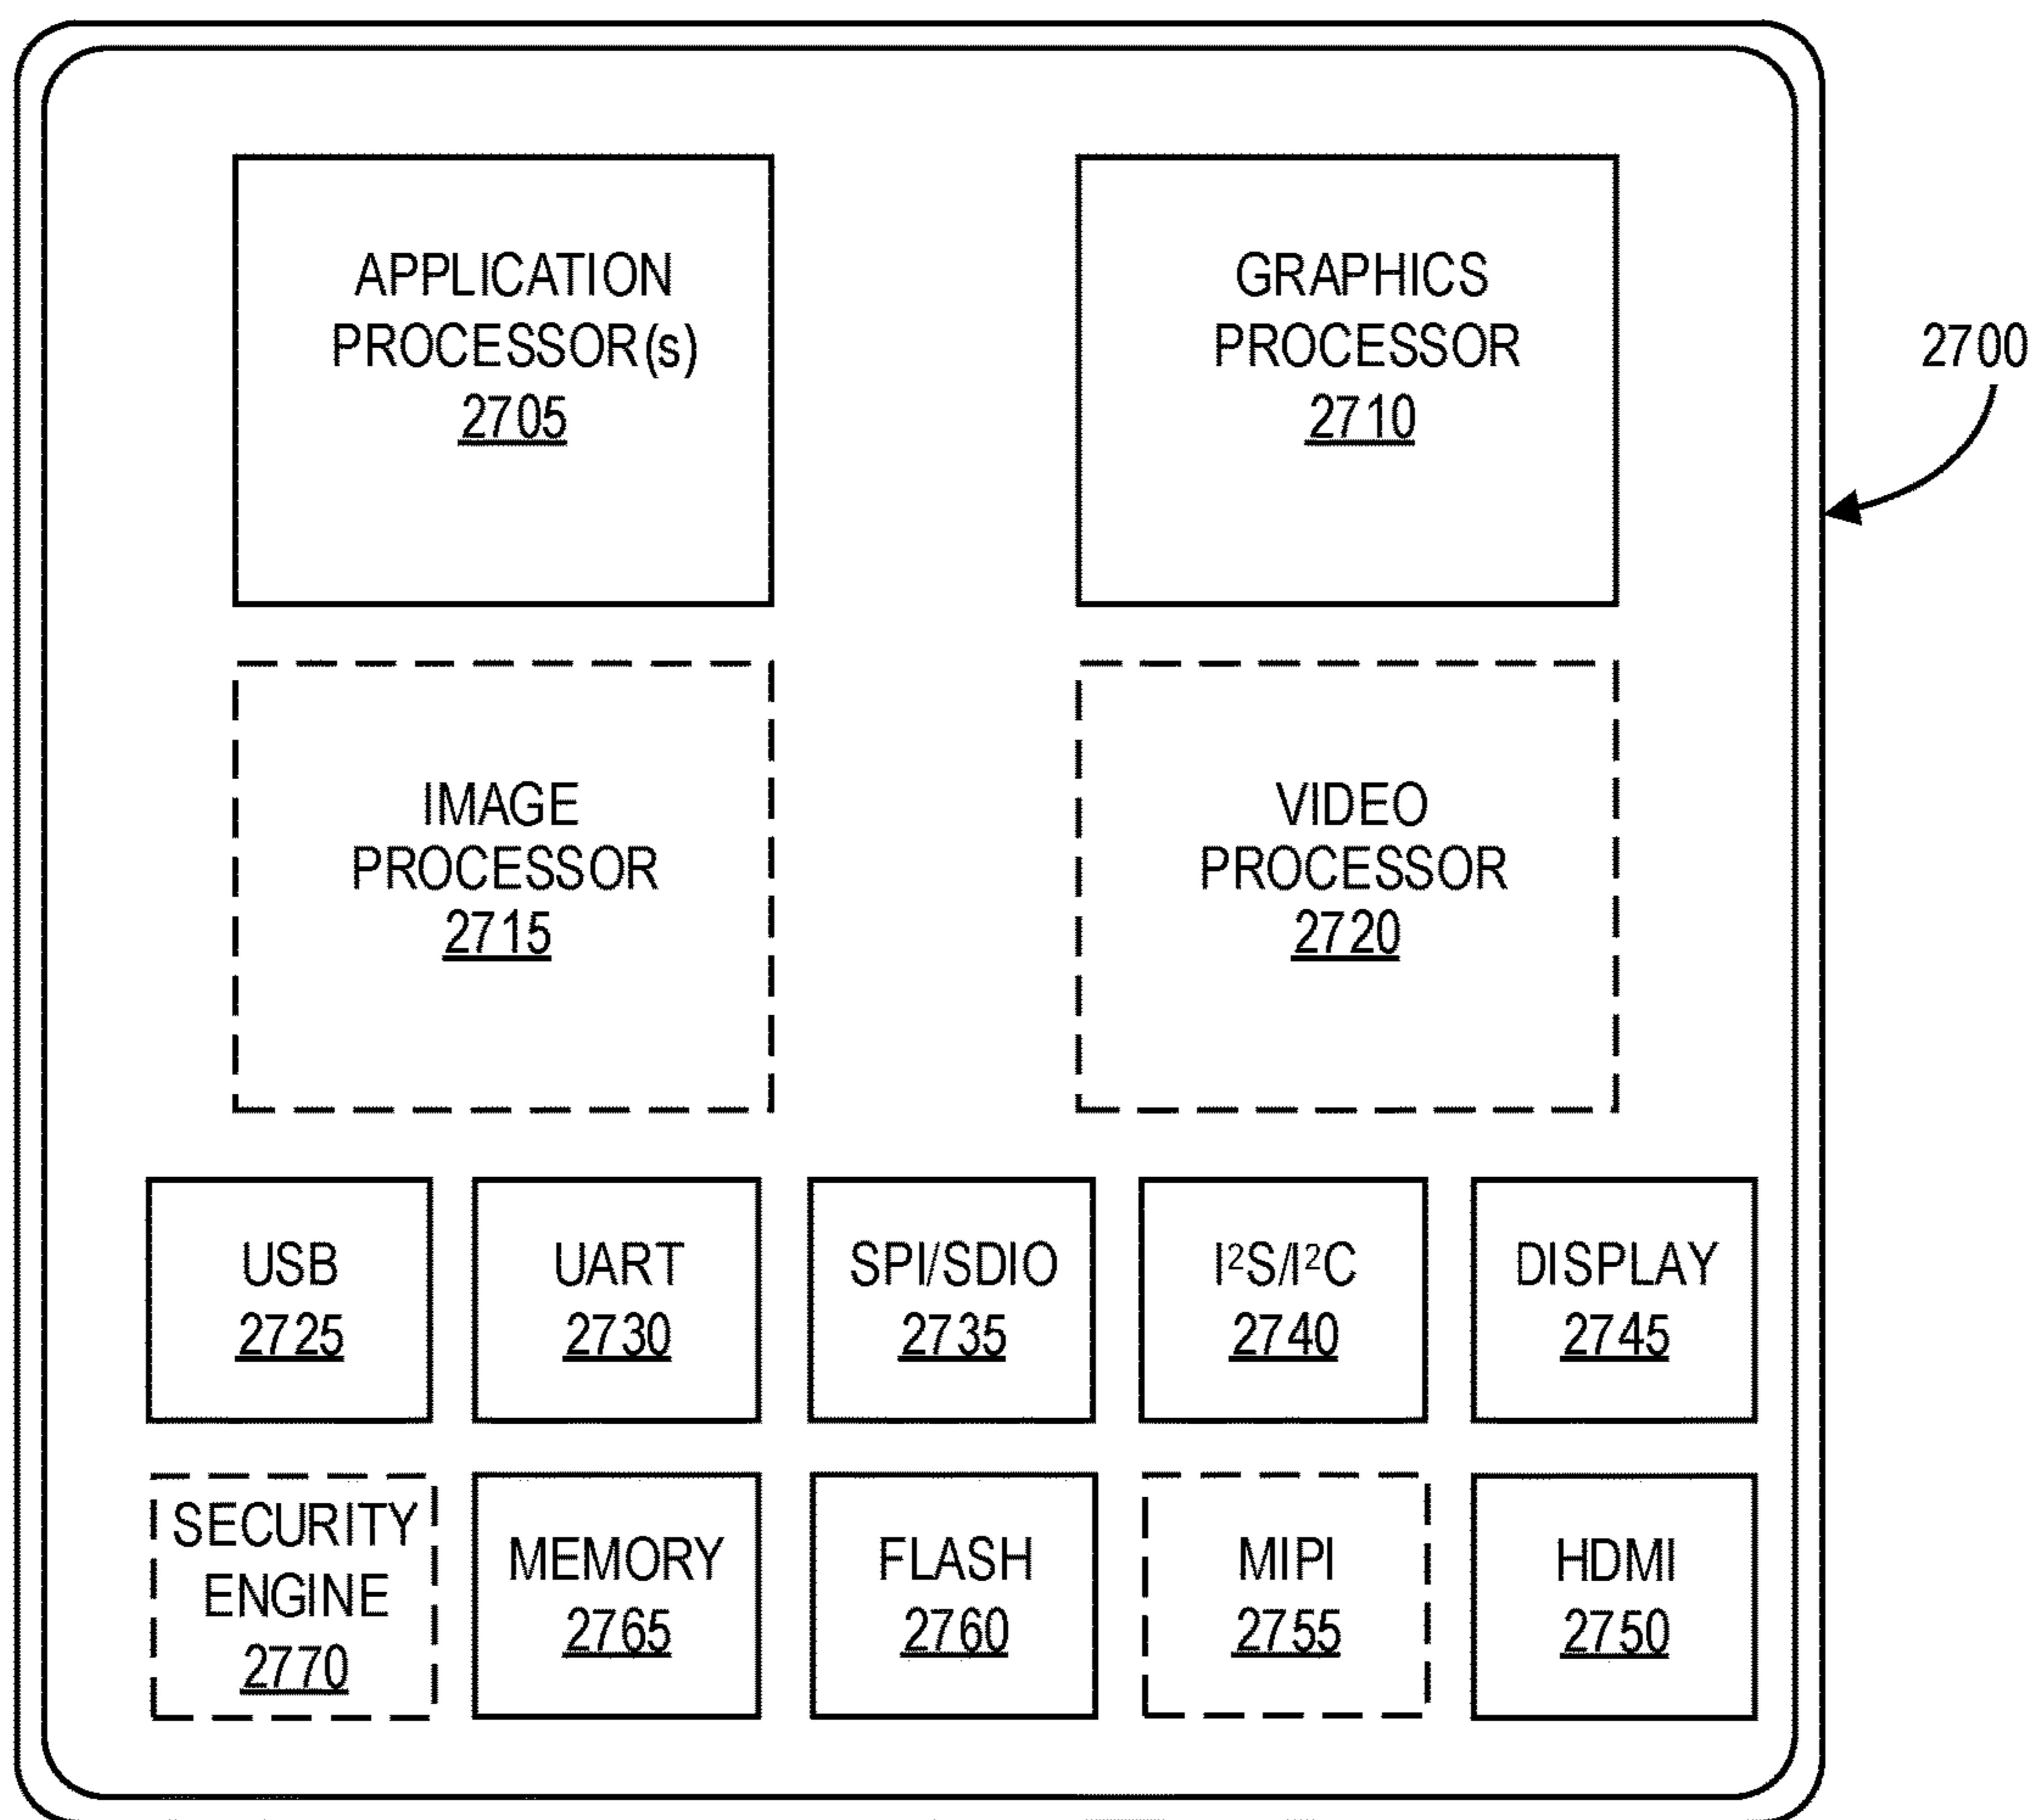 APPLICATION
PROCESSOR(s)
2705
GRAPHICS
PROCESSOR
2710
2700
IMAGE
PROCESSOR
2715
VIDEO
PROCESSOR
2720
USB
2725
UART
2730
SPI/SDIO
2735
I²S/I²C
2740
DISPLAY
2745
SECURITY
ENGINE
2770
MEMORY
2765
FLASH
2760
MIPI
2755
HDMI
2750